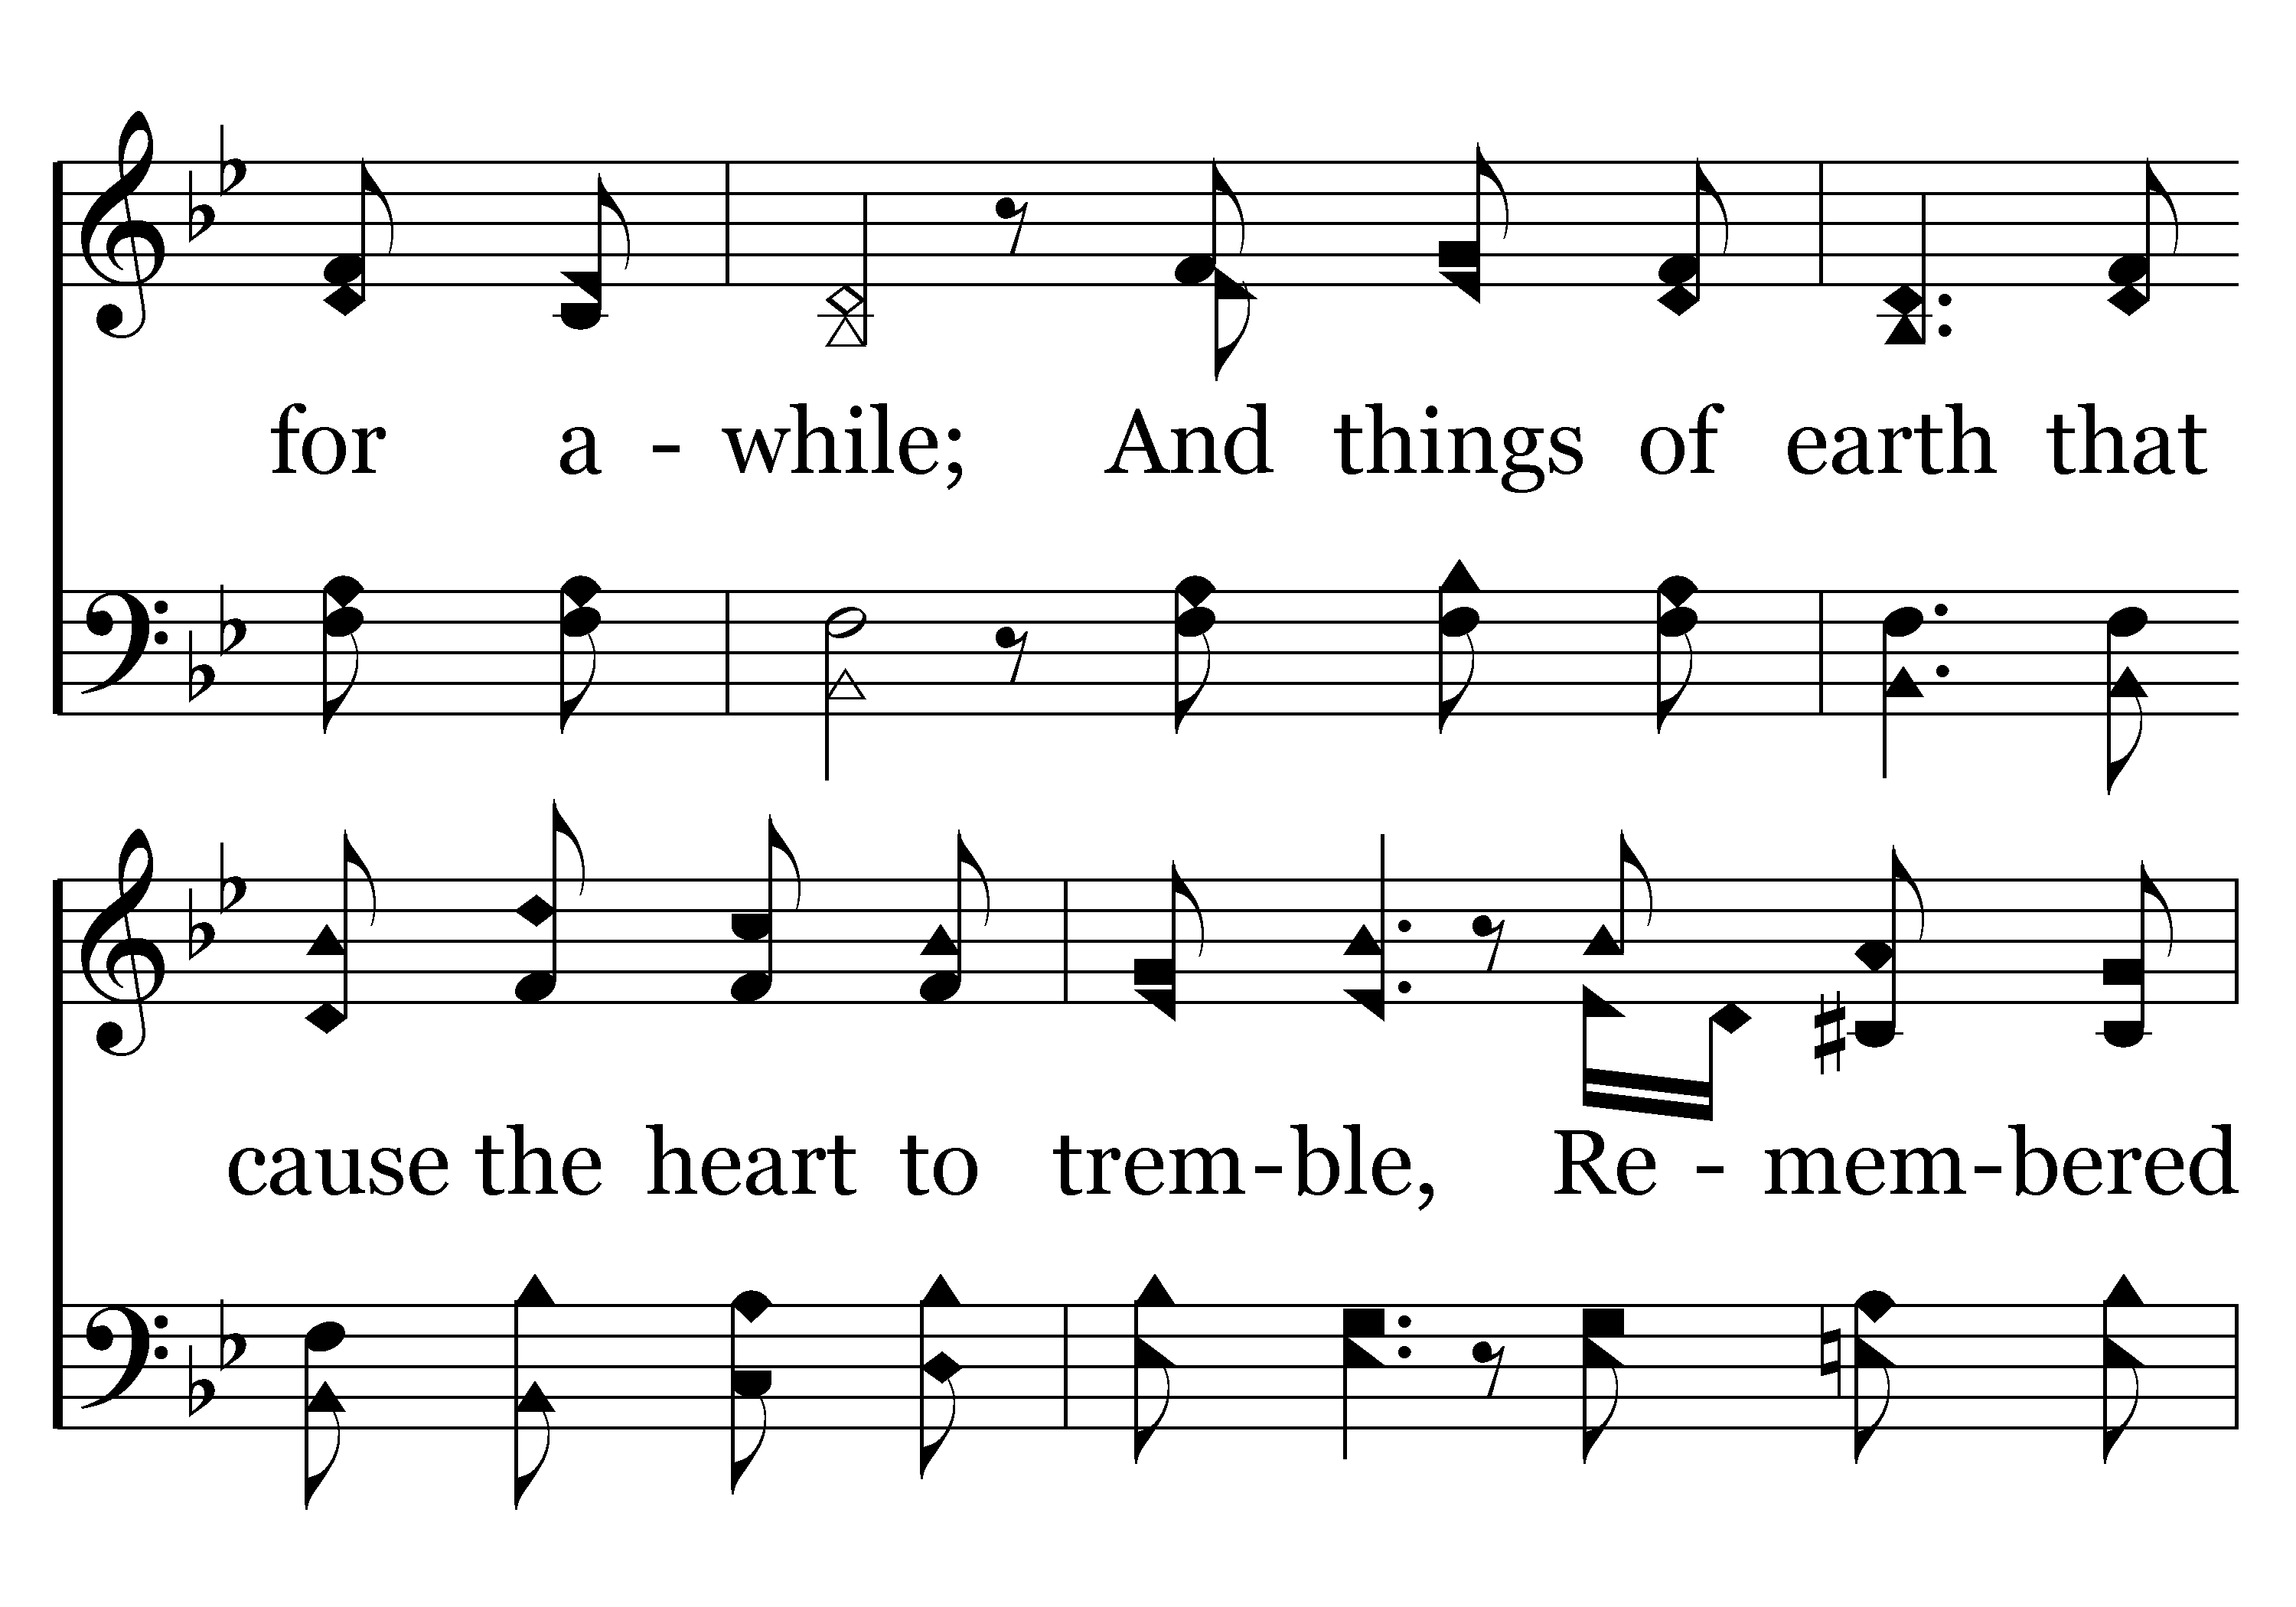 for a - while; And things of earth that
cause the heart to trem-ble, Re - mem-bered